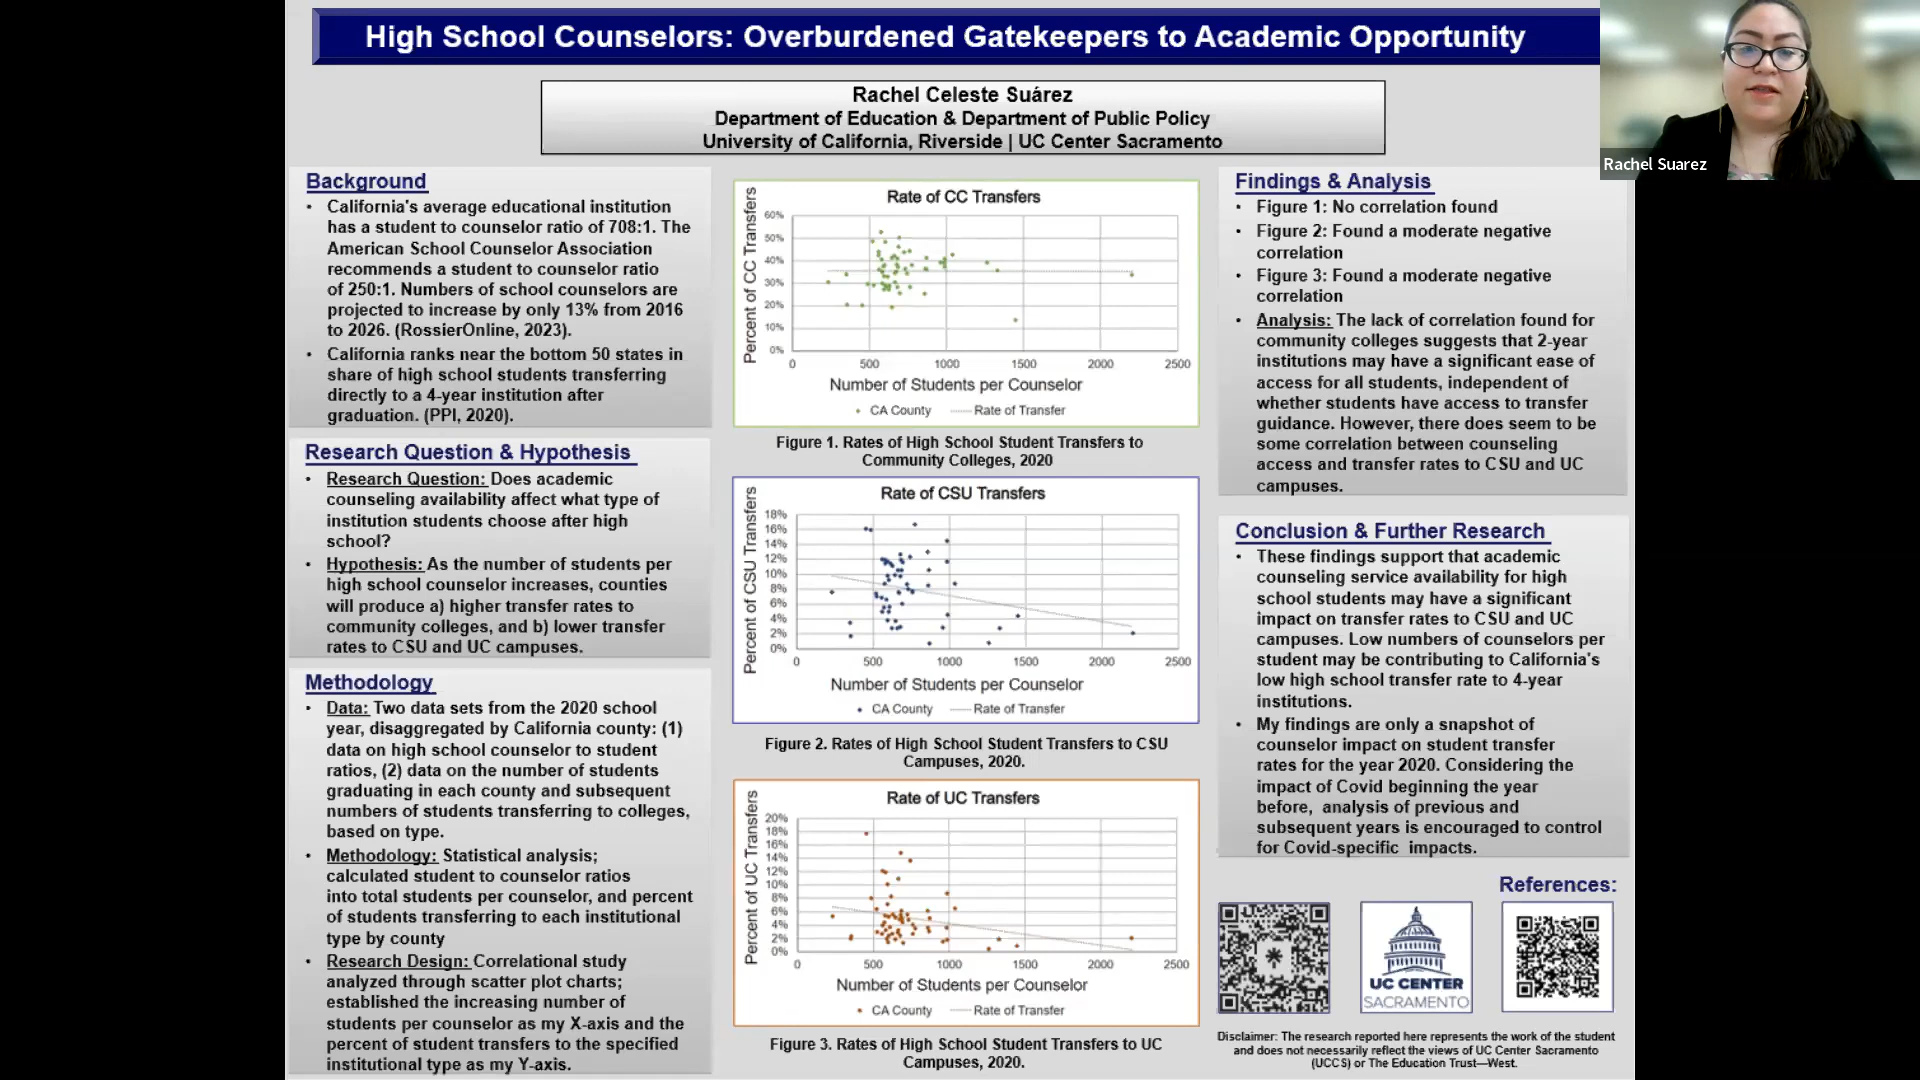 High School Counselors: Overburdened Gatekeepers to Academic Opportunity
Rachel Celeste Suárez
Department of Education & Department of Public Policy
University of California, Riverside | UC Center Sacramento
Rachel Suarez
Background
• California's average educational institution
has a student to counselor ratio of 708:1. The
American School Counselor Association
recommends a student to counselor ratio
of 250:1. Numbers of school counselors are
projected to increase by only 13% from 2016
to 2026. (RossierOnline, 2023).
• California ranks near the bottom 50 states in
share of high school students transferring
directly to a 4-year institution after
graduation. (PPI, 2020).
Research Question & Hypothesis
• Research Question: Does academic
counseling availability affect what type of
institution students choose after high
school?
• Hypothesis: As the number of students per
high school counselor increases, counties
will produce a) higher transfer rates to
community colleges, and b) lower transfer
rates to CSU and UC campuses.
Methodology
• Data: Two data sets from the 2020 school
year, disaggregated by California county: (1)
data on high school counselor to student
ratios, (2) data on the number of students
graduating in each county and subsequent
numbers of students transferring to colleges,
based on type.
• Methodology: Statistical analysis;
calculated student to counselor ratios
into total students per counselor, and percent
of students transferring to each institutional
type by county
• Research Design: Correlational study
analyzed through scatter plot charts;
established the increasing number of
students per counselor as my X-axis and the
percent of student transfers to the specified
institutional type as my Y-axis.
Rate of CC Transfers
Percent of CC Transfers
60%
50%
40%
30%
20%
10%
0%
0 500 1000 1500 2000 2500
Number of Students per Counselor
CA County Rate of Transfer
Figure 1. Rates of High School Student Transfers to
Community Colleges, 2020
Rate of CSU Transfers
Percent of CSU Transfers
18%
16%
14%
12%
10%
8%
6%
4%
2%
0%
0 500 1000 1500 2000 2500
Number of Students per Counselor
CA County Rate of Transfer
Figure 2. Rates of High School Student Transfers to CSU
Campuses, 2020.
Rate of UC Transfers
Percent of UC Transfers
20%
18%
16%
14%
12%
10%
8%
6%
4%
2%
0%
0 500 1000 1500 2000 2500
Number of Students per Counselor
CA County Rate of Transfer
Figure 3. Rates of High School Student Transfers to UC
Campuses, 2020.
Findings & Analysis
• Figure 1: No correlation found
• Figure 2: Found a moderate negative
correlation
• Figure 3: Found a moderate negative
correlation
• Analysis: The lack of correlation found for
community colleges suggests that 2-year
institutions may have a significant ease of
access for all students, independent of
whether students have access to transfer
guidance. However, there does seem to be
some correlation between counseling
access and transfer rates to CSU and UC
campuses.
Conclusion & Further Research
• These findings support that academic
counseling service availability for high
school students may have a significant
impact on transfer rates to CSU and UC
campuses. Low numbers of counselors per
student may be contributing to California's
low high school transfer rate to 4-year
institutions.
• My findings are only a snapshot of
counselor impact on student transfer
rates for the year 2020. Considering the
impact of Covid beginning the year
before, analysis of previous and
subsequent years is encouraged to control
for Covid-specific impacts.
References:
UC CENTER
SACRAMENTO
Disclaimer: The research reported here represents the work of the student
and does not necessarily reflect the views of UC Center Sacramento
(UCCS) or The Education Trust—West.